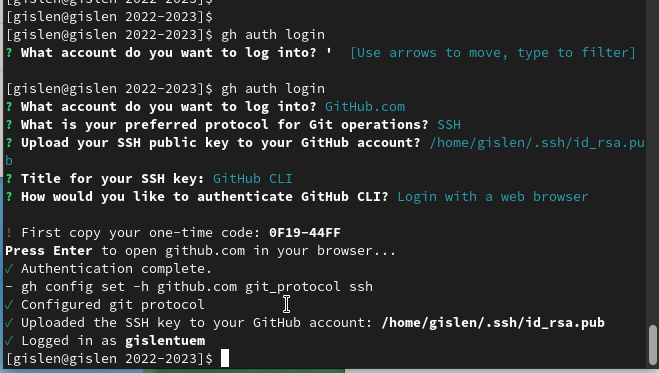 [gislen@gislen 2022-2023]$
[gislen@gislen 2022-2023]$
[gislen@gislen 2022-2023]$ gh auth login
? What account do you want to log into? '  [Use arrows to move, type to filter]
[gislen@gislen 2022-2023]$ gh auth login
? What account do you want to log into? GitHub.com
? What is your preferred protocol for Git operations? SSH
? Upload your SSH public key to your GitHub account? /home/gislen/.ssh/id_rsa.pu
b
? Title for your SSH key: GitHub CLI
? How would you like to authenticate GitHub CLI? Login with a web browser
! First copy your one-time code: 0F19-44FF
Press Enter to open github.com in your browser...
✓ Authentication complete.
- gh config set -h github.com git_protocol ssh
✓ Configured git protocol
✓ Uploaded the SSH key to your GitHub account: /home/gislen/.ssh/id_rsa.pub
✓ Logged in as gislentuem
[gislen@gislen 2022-2023]$